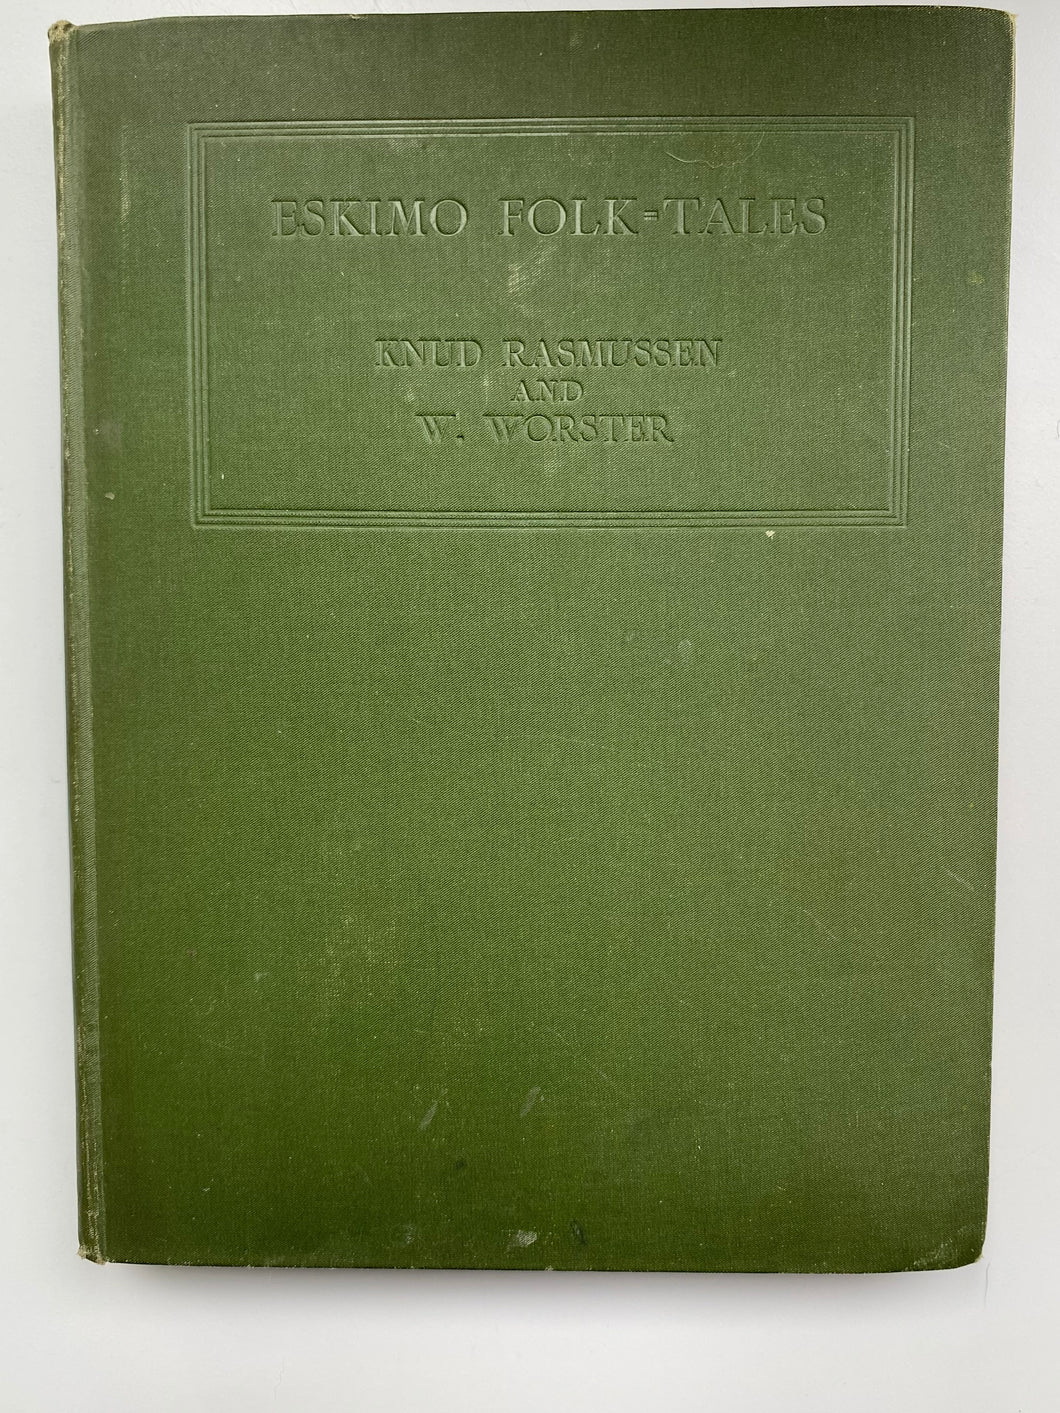 ESKIMO FOLK=TALES
KNUD RASMUSSEN
AND
W. WORSTER